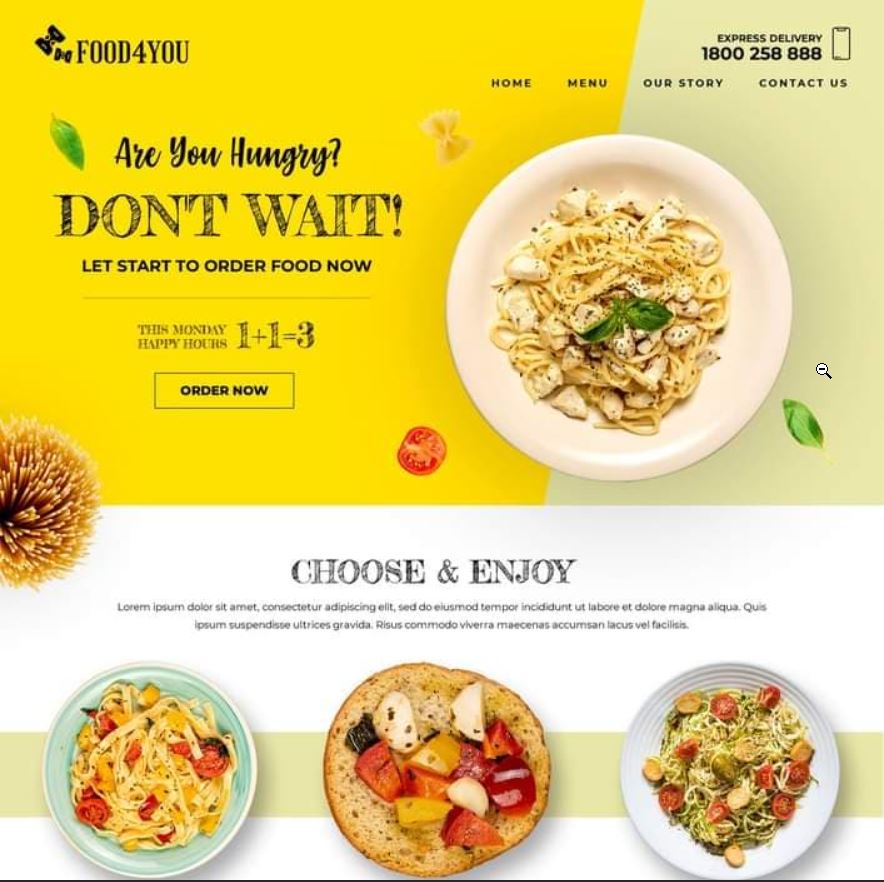 FOOD4YOU
EXPRESS DELIVERY
1800 258 888
HOME MENU OUR STORY CONTACT US
Are You Hungry?
DON'T WAIT!
LET START TO ORDER FOOD NOW
THIS MONDAY
HAPPY HOURS 1+1=3
ORDER NOW
CHOOSE & ENJOY
Lorem ipsum dolor sit amet, consectetur adipiscing elit, sed do eiusmod tempor incididunt ut labore et dolore magna aliqua. Quis
ipsum suspendisse ultrices gravida. Risus commodo viverra maecenas accumsan lacus vel facilisis.